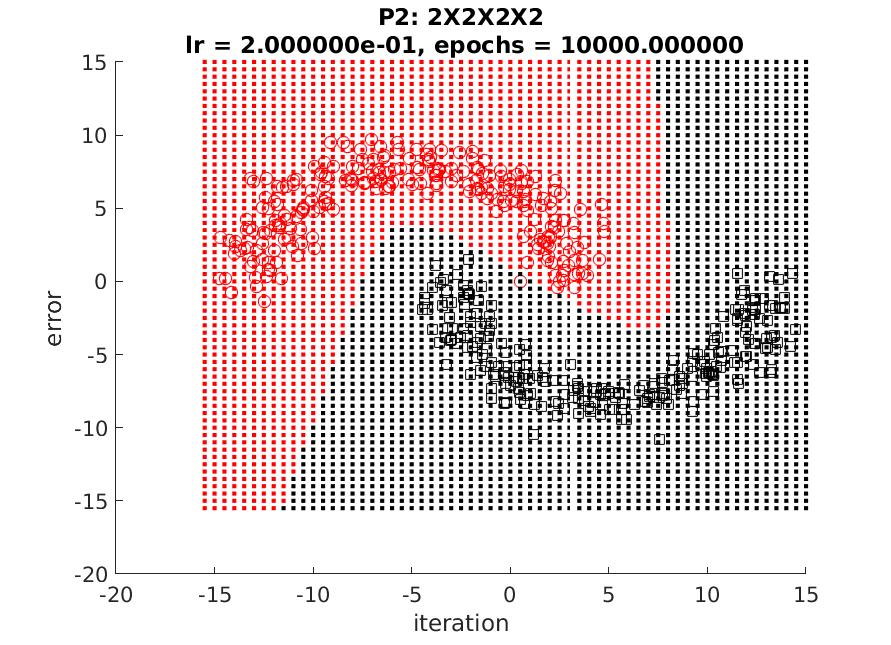 P2: 2X2X2X2
lr = 2.000000e-01, epochs = 10000.000000
15
10
5
0
-5
-10
-15
-20
error
-20 -15 -10 -5 0 5 10 15
iteration